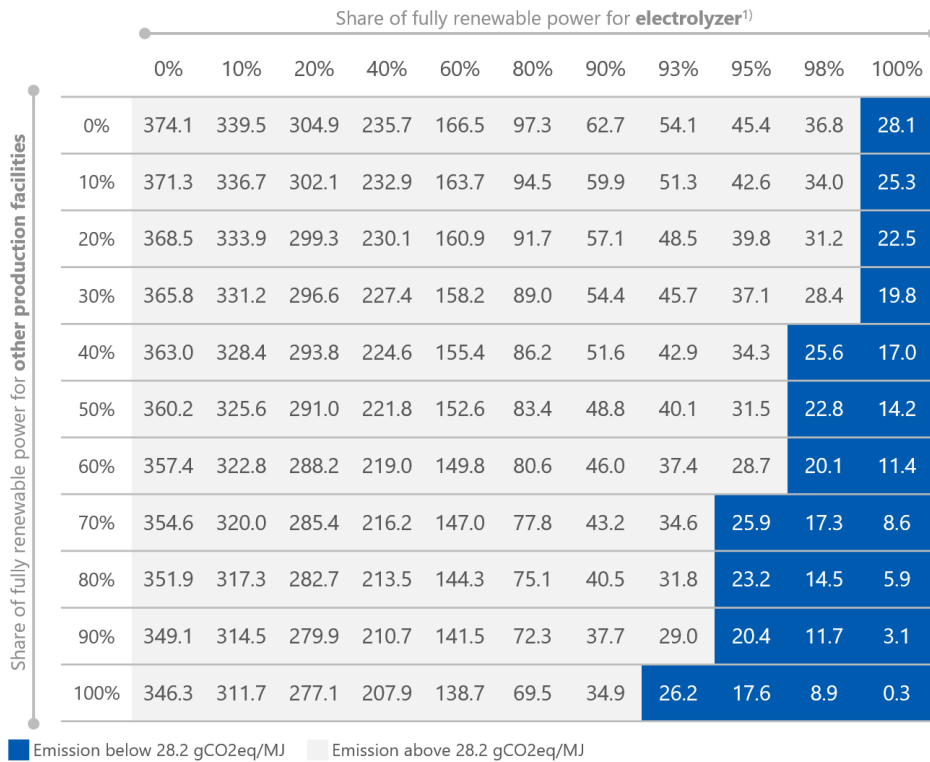 Share of fully renewable power for electrolyzer1)
0% 10% 20% 40% 60% 80% 90% 93% 95% 98% 100%
Share of fully renewable power for other production facilities
0% 374.1 339.5 304.9 235.7 166.5 97.3 62.7 54.1 45.4 36.8 28.1
10% 371.3 336.7 302.1 232.9 163.7 94.5 59.9 51.3 42.6 34.0 25.3
20% 368.5 333.9 299.3 230.1 160.9 91.7 57.1 48.5 39.8 31.2 22.5
30% 365.8 331.2 296.6 227.4 158.2 89.0 54.4 45.7 37.1 28.4 19.8
40% 363.0 328.4 293.8 224.6 155.4 86.2 51.6 42.9 34.3 25.6 17.0
50% 360.2 325.6 291.0 221.8 152.6 83.4 48.8 40.1 31.5 22.8 14.2
60% 357.4 322.8 288.2 219.0 149.8 80.6 46.0 37.4 28.7 20.1 11.4
70% 354.6 320.0 285.4 216.2 147.0 77.8 43.2 34.6 25.9 17.3 8.6
80% 351.9 317.3 282.7 213.5 144.3 75.1 40.5 31.8 23.2 14.5 5.9
90% 349.1 314.5 279.9 210.7 141.5 72.3 37.7 29.0 20.4 11.7 3.1
100% 346.3 311.7 277.1 207.9 138.7 69.5 34.9 26.2 17.6 8.9 0.3
Emission below 28.2 gCO2eq/MJ Emission above 28.2 gCO2eq/MJ